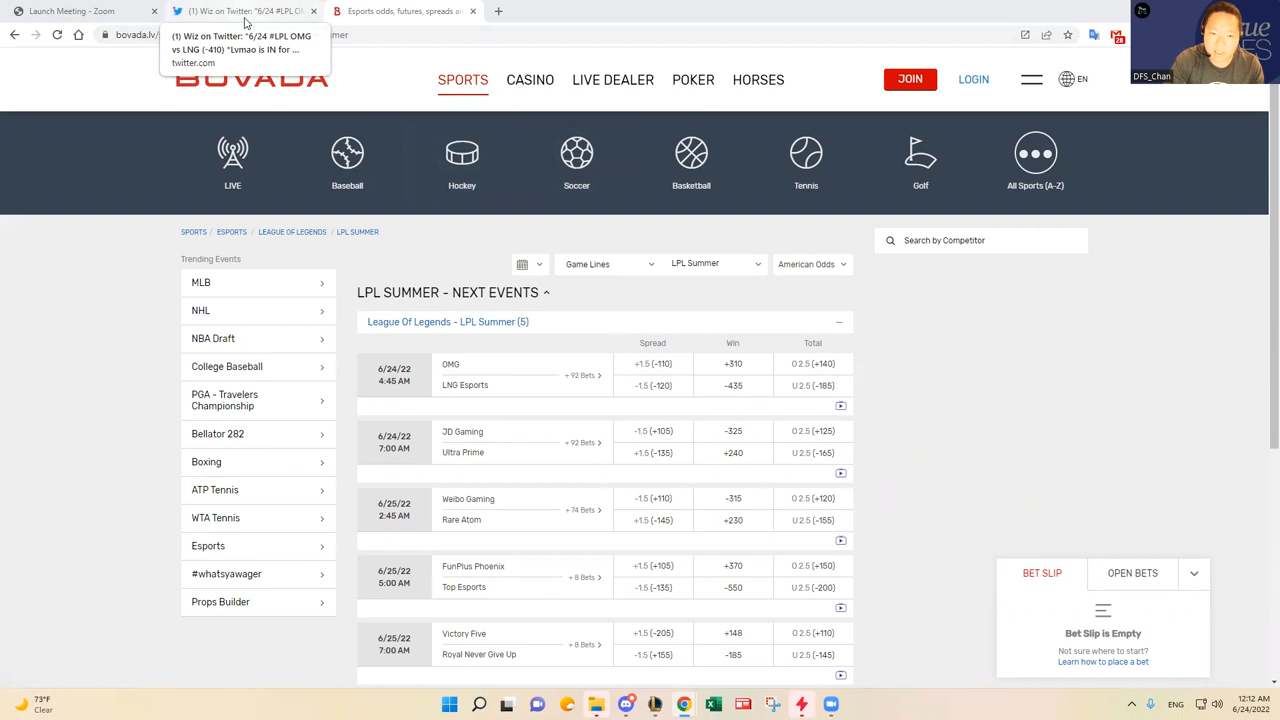 Launch Meeting - Zoom
(1) Wiz on Twitter: "6/24 #LPL O
Esports odds, futures, spreads an
bovada.lv
mer
(1) Wiz on Twitter: "6/24 #LPL OMG
vs LNG (-410) *Lvmao is IN for ...
twitter.com
28
DFS_Chan
BOVADA
SPORTS
CASINO
LIVE DEALER
POKER
HORSES
JOIN
LOGIN
EN
LIVE
Baseball
Hockey
Soccer
Basketball
Tennis
Golf
All Sports (A-Z)
SPORTS / ESPORTS / LEAGUE OF LEGENDS / LPL SUMMER
Search by Competitor
Trending Events
MLB
NHL
NBA Draft
College Baseball
PGA - Travelers
Championship
Bellator 282
Boxing
ATP Tennis
WTA Tennis
Esports
#whatsyawager
Props Builder
Game Lines
LPL Summer
American Odds
LPL SUMMER - NEXT EVENTS
League Of Legends - LPL Summer (5)
Spread Win Total
6/24/22
4:45 AM
OMG +1.5 (-110) +310 O 2.5 (+140)
+ 92 Bets >
LNG Esports -1.5 (-120) -435 U 2.5 (-185)
6/24/22
7:00 AM
JD Gaming -1.5 (+105) -325 O 2.5 (+125)
+ 92 Bets >
Ultra Prime +1.5 (-135) +240 U 2.5 (-165)
6/25/22
2:45 AM
Weibo Gaming -1.5 (+110) -315 O 2.5 (+120)
+ 74 Bets >
Rare Atom +1.5 (-145) +230 U 2.5 (-155)
6/25/22
5:00 AM
FunPlus Phoenix +1.5 (+105) +370 O 2.5 (+150)
+ 8 Bets >
Top Esports -1.5 (-135) -550 U 2.5 (-200)
6/25/22
7:00 AM
Victory Five +1.5 (-205) +148 O 2.5 (+110)
+ 8 Bets >
Royal Never Give Up -1.5 (+155) -185 U 2.5 (-145)
BET SLIP
OPEN BETS
Bet Slip is Empty
Not sure where to start?
Learn how to place a bet
73°F
Clear
ENG
12:12 AM
6/24/2022